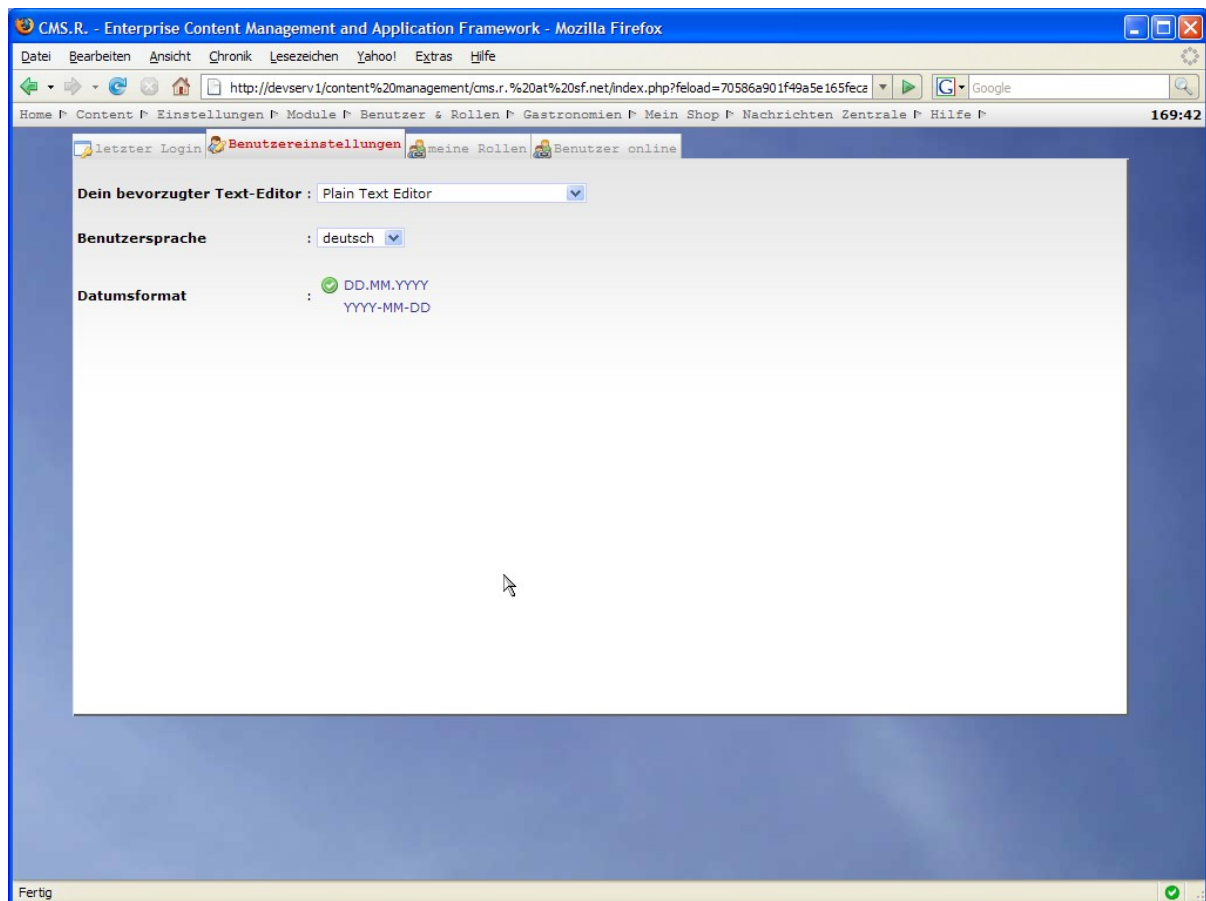 CMS.R. - Enterprise Content Management and Application Framework - Mozilla Firefox
Datei Bearbeiten Ansicht Chronik Lesezeichen Yahoo! Extras Hilfe
http://devserv1/content%20management/cms.r.%20at%20sf.net/index.php?feload=70586a901f49a5e165feca G Google
Home Content Einstellungen Module Benutzer & Rollen Gastronomien Mein Shop Nachrichten Zentrale Hilfe 169:42
letzter Login Benutzereinstellungen meine Rollen Benutzer online
Dein bevorzugter Text-Editor : Plain Text Editor
Benutzersprache : deutsch
Datumsformat : DD.MM.YYYY
YYYY-MM-DD
Fertig